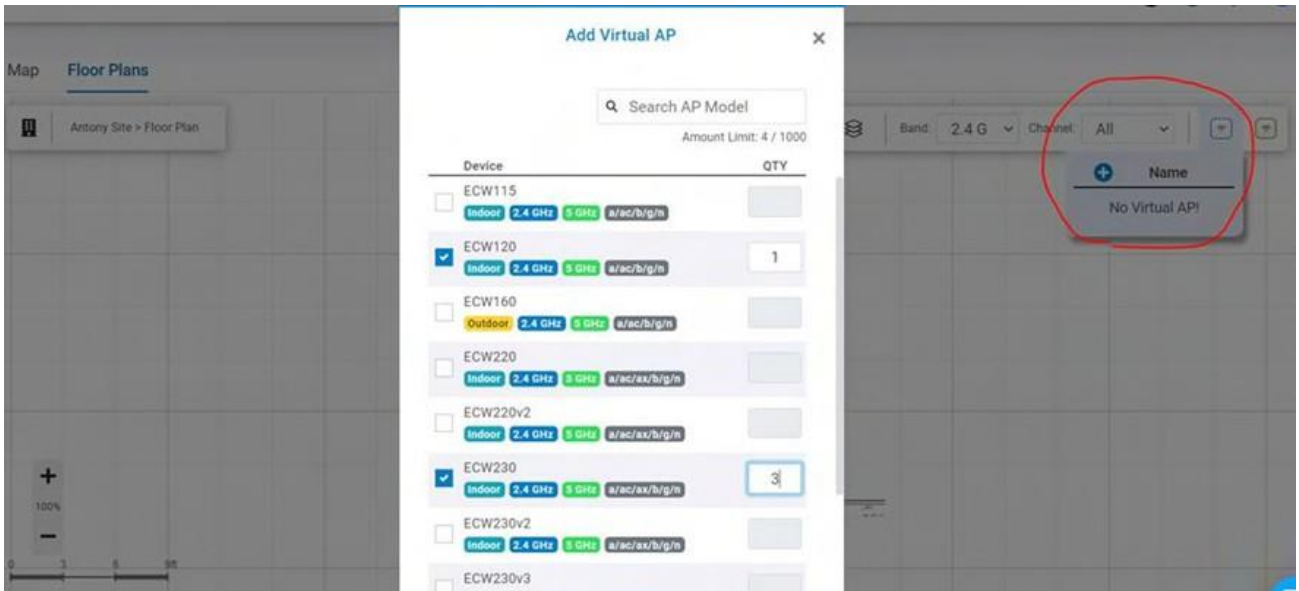 Add Virtual AP
Map Floor Plans
Search AP Model
Antony Site > Floor Plan
Band: 2.4 G Channel: All
Amount Limit: 4 / 1000
Device QTY
Name
No Virtual AP!
ECW115
Indoor 2.4 GHz 5 GHz a/ac/b/g/n
ECW120
Indoor 2.4 GHz 5 GHz a/ac/b/g/n
1
ECW160
Outdoor 2.4 GHz 5 GHz a/ac/b/g/n
ECW220
Indoor 2.4 GHz 5 GHz a/ac/ax/b/g/n
ECW220v2
Indoor 2.4 GHz 5 GHz a/ac/ax/b/g/n
ECW230
Indoor 2.4 GHz 5 GHz a/ac/ax/b/g/n
3
ECW230v2
Indoor 2.4 GHz 5 GHz a/ac/ax/b/g/n
ECW230v3
100%
0 3 6 9ft